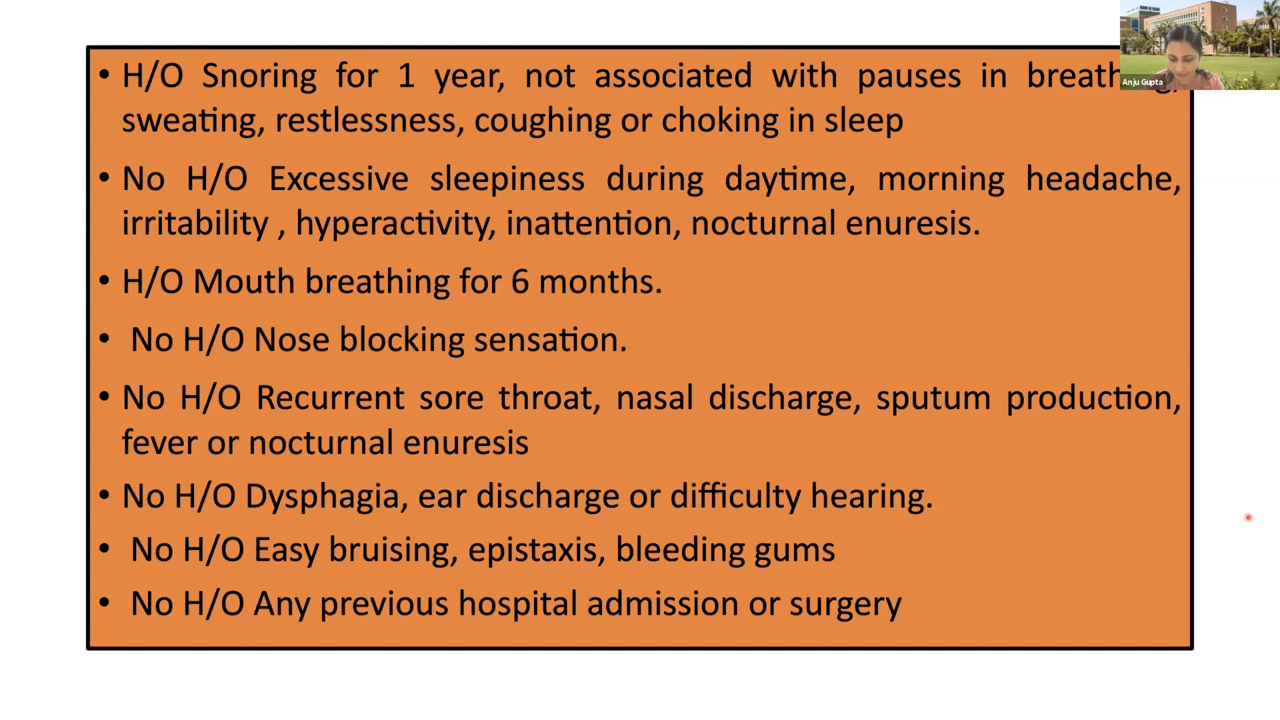 • H/O Snoring for 1 year, not associated with pauses in
sweating, restlessness, coughing or choking in sleep
• No H/O Excessive sleepiness during daytime, morning headache,
irritability , hyperactivity, inattention, nocturnal enuresis.
• H/O Mouth breathing for 6 months.
• No H/O Nose blocking sensation.
• No H/O Recurrent sore throat, nasal discharge, sputum production,
fever or nocturnal enuresis
• No H/O Dysphagia, ear discharge or difficulty hearing.
• No H/O Easy bruising, epistaxis, bleeding gums
• No H/O Any previous hospital admission or surgery
Anju Gupta